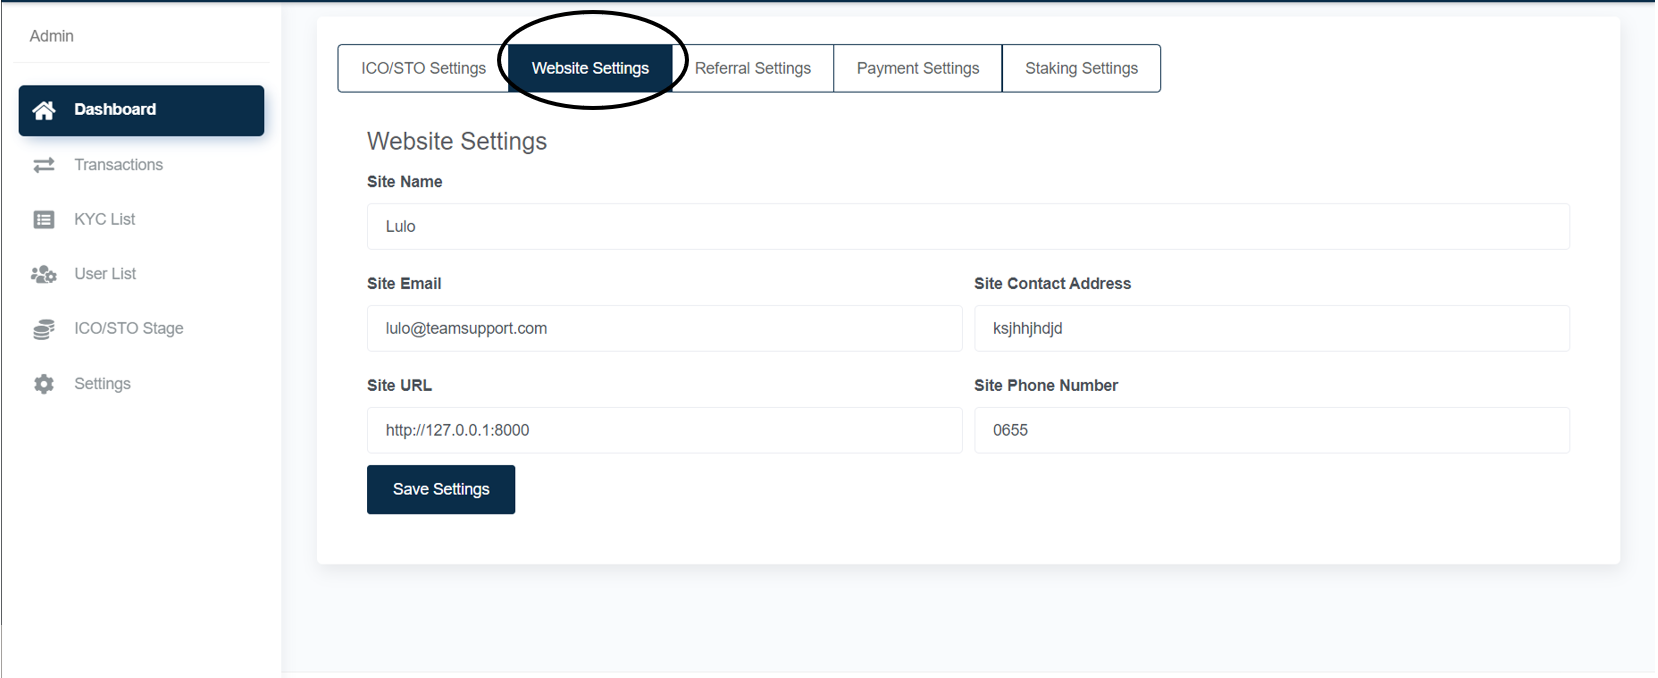 Admin
Dashboard
Transactions
KYC List
User List
ICO/STO Stage
Settings
ICO/STO Settings Website Settings Referral Settings Payment Settings Staking Settings
Website Settings
Site Name
Lulo
Site Email Site Contact Address
lulo@teamsupport.com ksjhhjhdjd
Site URL Site Phone Number
http://127.0.0.1:8000 0655
Save Settings